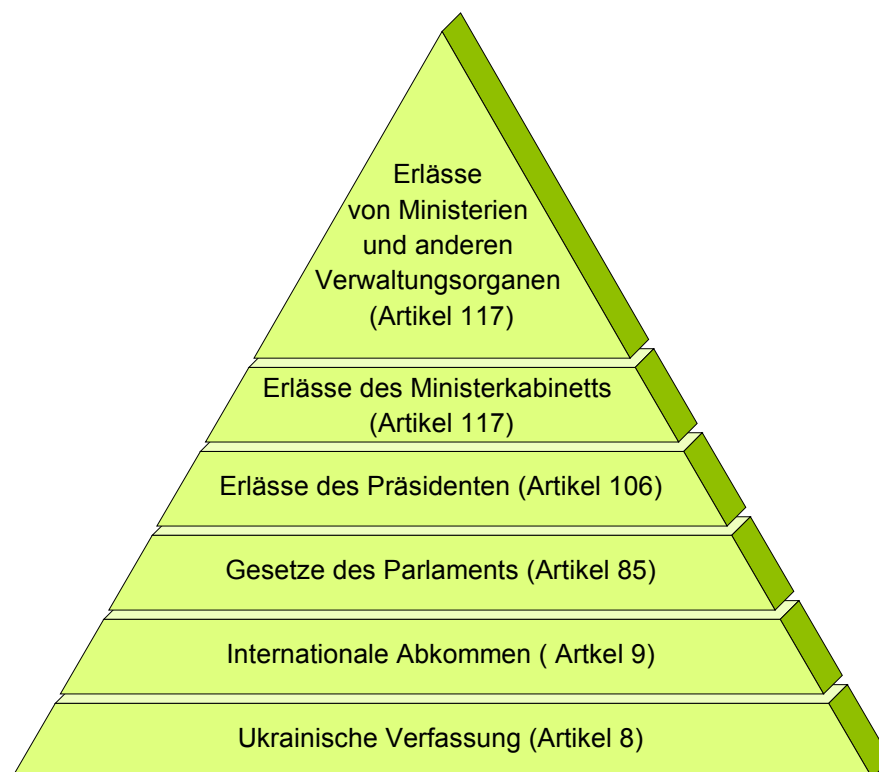 Erlässe
von Ministerien
und anderen
Verwaltungsorganen
(Artikel 117)
Erlässe des Ministerkabinetts
(Artikel 117)
Erlässe des Präsidenten (Artikel 106)
Gesetze des Parlaments (Artikel 85)
Internationale Abkommen ( Artkel 9)
Ukrainische Verfassung (Artikel 8)